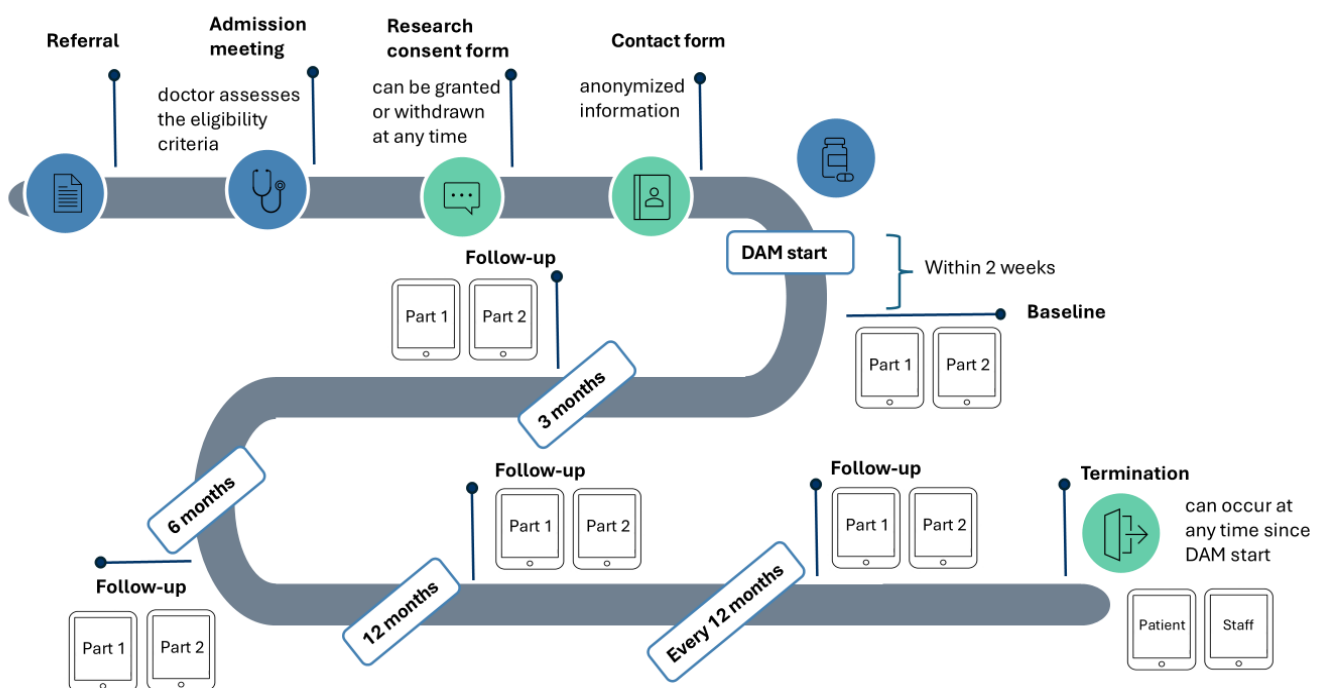 Referral
Admission
meeting
doctor assesses
the eligibility
criteria
Research
consent form
can be granted
or withdrawn
at any time
Contact form
anonymized
information
DAM start
Within 2 weeks
Baseline
Part 1
Part 2
Follow-up
Part 1
Part 2
3 months
6 months
Follow-up
Part 1
Part 2
Follow-up
Part 1
Part 2
12 months
Follow-up
Part 1
Part 2
Every 12 months
Termination
can occur at
any time since
DAM start
Patient
Staff